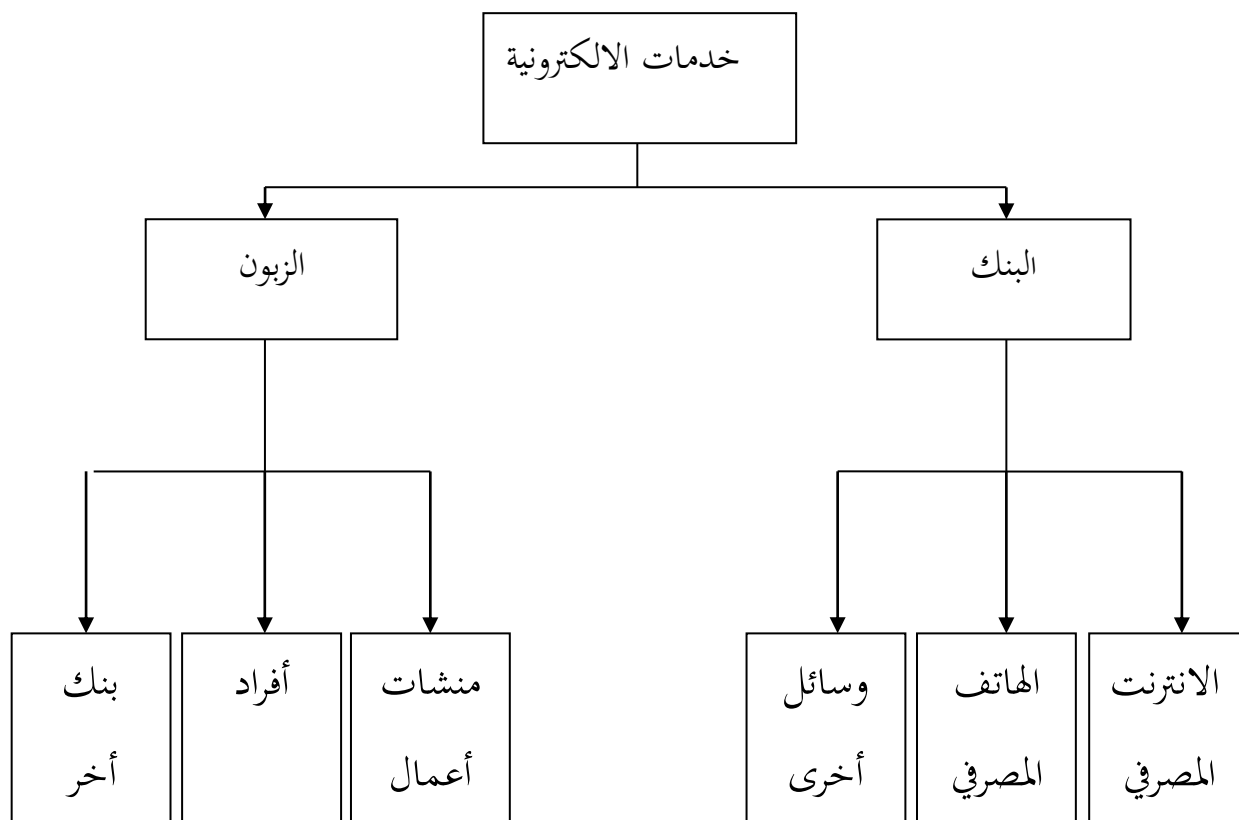 خدمات الالكترونية
البنك
الزبون
الانترنت
المصرفي
الهاتف
المصرفي
وسائل
أخرى
منشات
أعمال
أفراد
بنك
أخر